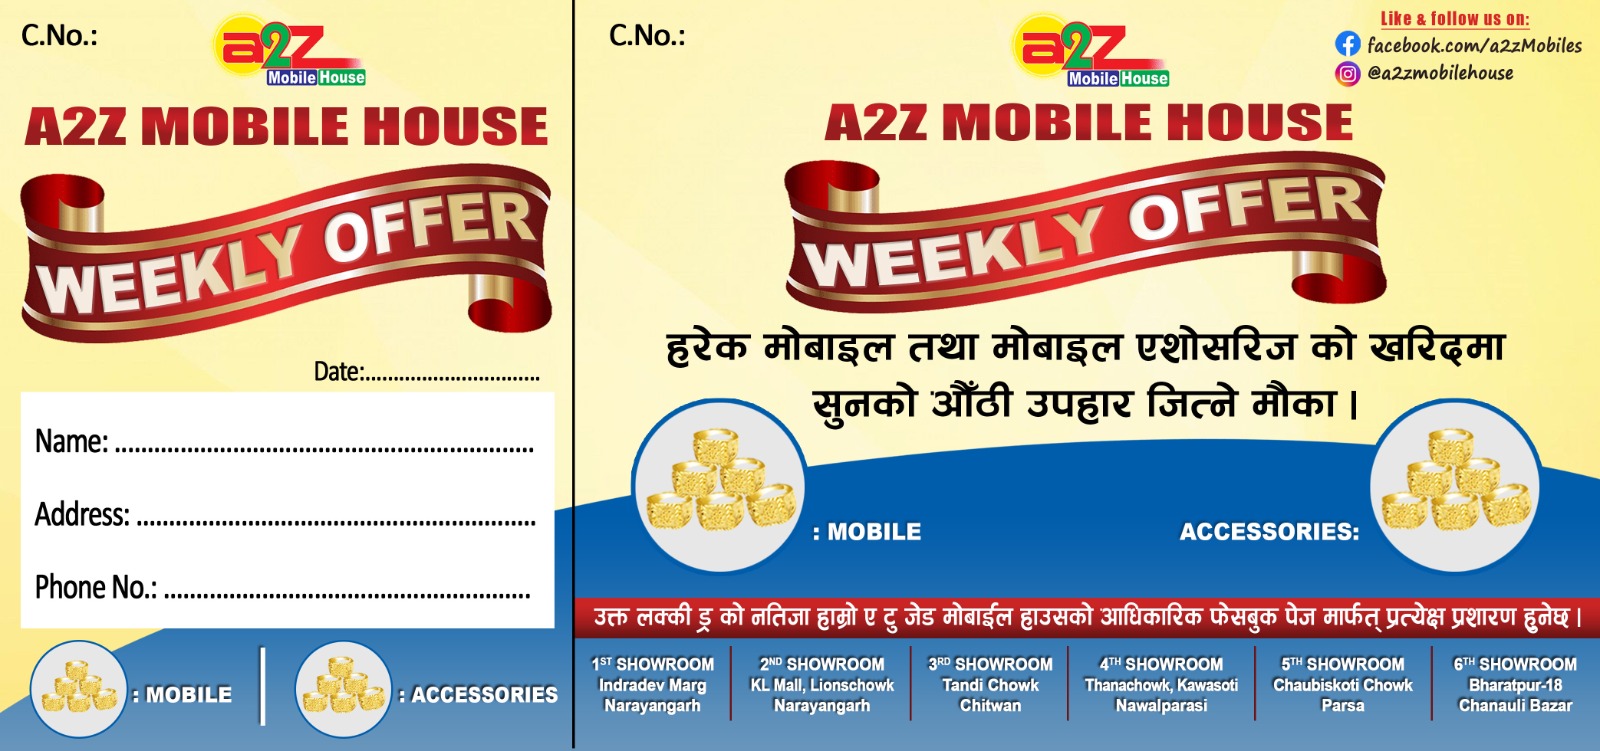 C.No.:
a2z
Mobile House
A2Z MOBILE HOUSE
WEEKLY OFFER
Date:..............................
Name: ................................................................
Address: .............................................................
Phone No.: ........................................................
: MOBILE
: ACCESSORIES
C.No.:
a2z
Mobile House
Like & follow us on:
facebook.com/a2zMobiles
@a2zmobilehouse
A2Z MOBILE HOUSE
WEEKLY OFFER
हरेक मोबाइल तथा मोबाइल एशोसरिज को खरिदमा
सुनको औँठी उपहार जित्ने मौका ।
: MOBILE
ACCESSORIES:
उक्त लक्की ड्र को नतिजा हाम्रो ए टु जेड मोबाईल हाउसको आधिकारिक फेसबुक पेज मार्फत् प्रत्येक्ष प्रशारण हुनेछ ।
1ST SHOWROOM
Indradev Marg
Narayangarh
2ND SHOWROOM
KL Mall, Lionschowk
Narayangarh
3RD SHOWROOM
Tandi Chowk
Chitwan
4TH SHOWROOM
Thanachowk, Kawasoti
Nawalparasi
5TH SHOWROOM
Chaubiskoti Chowk
Parsa
6TH SHOWROOM
Bharatpur-18
Chanauli Bazar